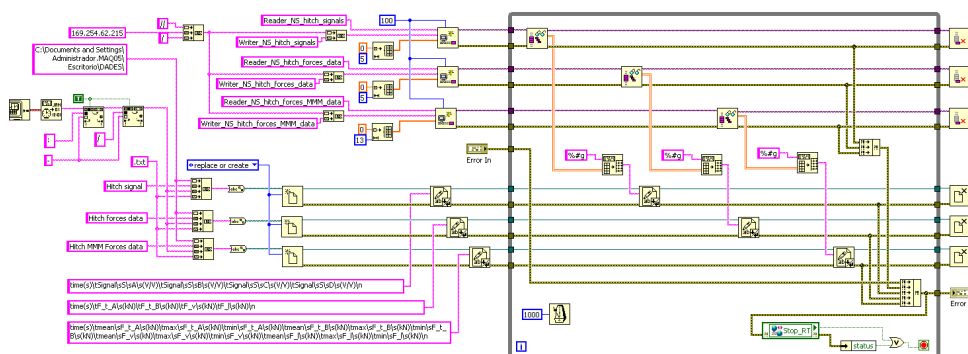 //
169.254.62.215
/
C:\Documents and Settings\
Administrador.MAQ05\
Escritorio\DADES\
T
:
/
-
.txt
Hitch signal
Hitch forces data
Hitch MMM Forces data
Reader_NS_hitch_signals
100
Writer_NS_hitch_signals
0
5
Reader_NS_hitch_forces_data
Writer_NS_hitch_forces_data
0
5
Reader_NS_hitch_forces_MMM_data
Writer_NS_hitch_forces_MMM_data
0
13
Error In
replace or create
time(s)\tSignal\sS\sA\s(V/V)\tSignal\sS\sB\s(V/V)\tSignal\sS\sC\s(V/V)\tSignal\sS\sD\s(V/V)\n
time(s)\tF_t_A\s(kN)\tF_t_B\s(kN)\tF_v\s(kN)\tF_l\s(kN)\n
time(s)\tmean\sF_t_A\s(kN)\tmax\sF_t_A\s(kN)\tmin\sF_t_A\s(kN)\tmean\sF_t_B\s(kN)\tmax\sF_t_B\s(kN)\tmin\sF_t_
B\s(kN)\tmean\sF_v\s(kN)\tmax\sF_v\s(kN)\tmin\sF_v\s(kN)\tmean\sF_l\s(kN)\tmax\sF_l\s(kN)\tmin\sF_l\s(kN)\n
%#g
%#g
%#g
1000
i
Error
Stop_RT
status